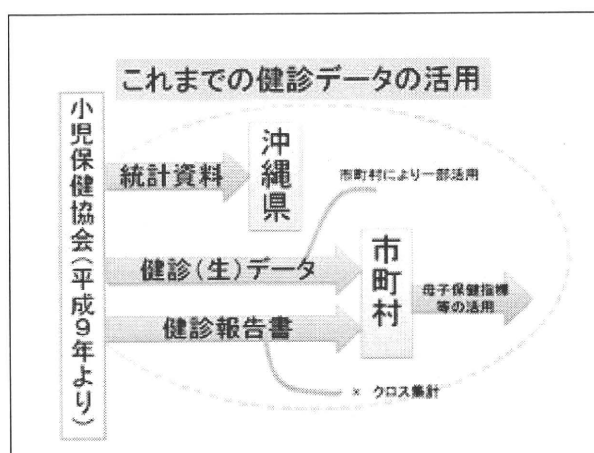 これまでの健診データの活用
小児保健協会(平成9年より)
統計資料
沖縄県
市町村により一部活用
健診(生)データ
市町村
母子保健指標
等の活用
健診報告書
× クロス集計